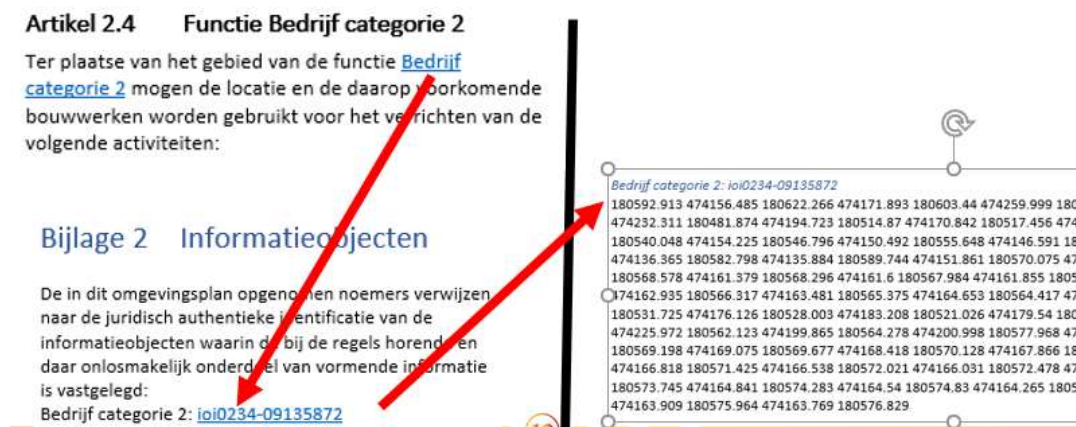 Artikel 2.4 Functie Bedrijf categorie 2
Ter plaatse van het gebied van de functie Bedrijf
categorie 2 mogen de locatie en de daarop voorkomende
bouwwerken worden gebruikt voor het verrichten van de
volgende activiteiten:
Bijlage 2 Informatieobjecten
De in dit omgevingsplan opgenomen noemers verwijzen
naar de juridisch authentieke identificatie van de
informatieobjecten waarin de bij de regels horende en
daar onlosmakelijk onderdeel van vormende informatie
is vastgelegd:
Bedrijf categorie 2: ioi0234-09135872
Bedrijf categorie 2: ioi0234-09135872
180592.913 474156.485 180622.266 474171.893 180603.44 474259.999 180
474232.311 180481.874 474194.723 180514.87 474170.842 180517.456 474
180540.048 474154.225 180546.796 474150.492 180555.648 474146.591 18
474136.365 180582.798 474135.884 180589.744 474151.861 180570.075 47
180568.578 474161.379 180568.296 474161.6 180567.984 474161.855 1805
474162.935 180566.317 474163.481 180565.375 474164.653 180564.417 47
180531.725 474176.126 180528.003 474183.208 180521.026 474179.54 180
474225.972 180562.123 474199.865 180564.278 474200.998 180577.968 47
180569.198 474169.075 180569.677 474168.418 180570.128 474167.866 18
474166.818 180571.425 474166.538 180572.021 474166.031 180572.478 47
180573.745 474164.841 180574.283 474164.54 180574.83 474164.265 1805
474163.909 180575.964 474163.769 180576.829